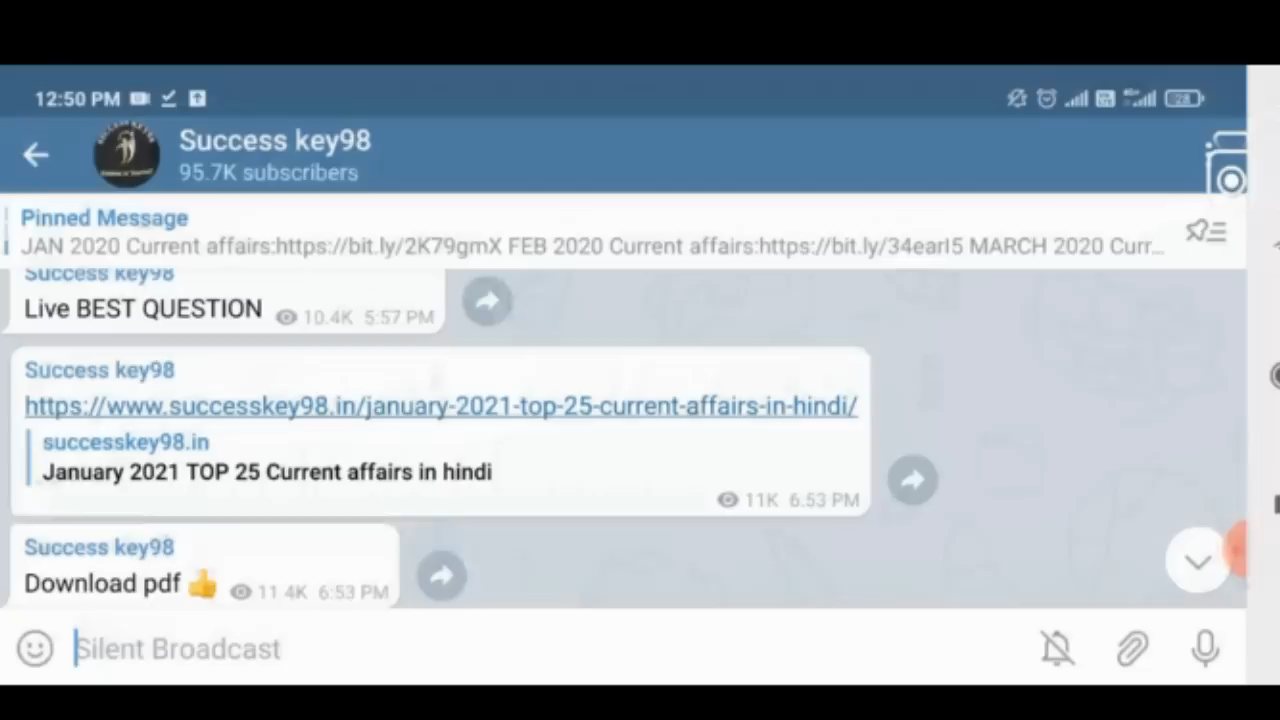 12:50 PM
28
Success key98
95.7K subscribers
Pinned Message
JAN 2020 Current affairs:https://bit.ly/2K79gmX FEB 2020 Current affairs:https://bit.ly/34earI5 MARCH 2020 Curr...
Success key98
Live BEST QUESTION 10.4K 5:57 PM
Success key98
https://www.successkey98.in/january-2021-top-25-current-affairs-in-hindi/
successkey98.in
January 2021 TOP 25 Current affairs in hindi
11K 6:53 PM
Success key98
Download pdf 👍 11.4K 6:53 PM
Silent Broadcast